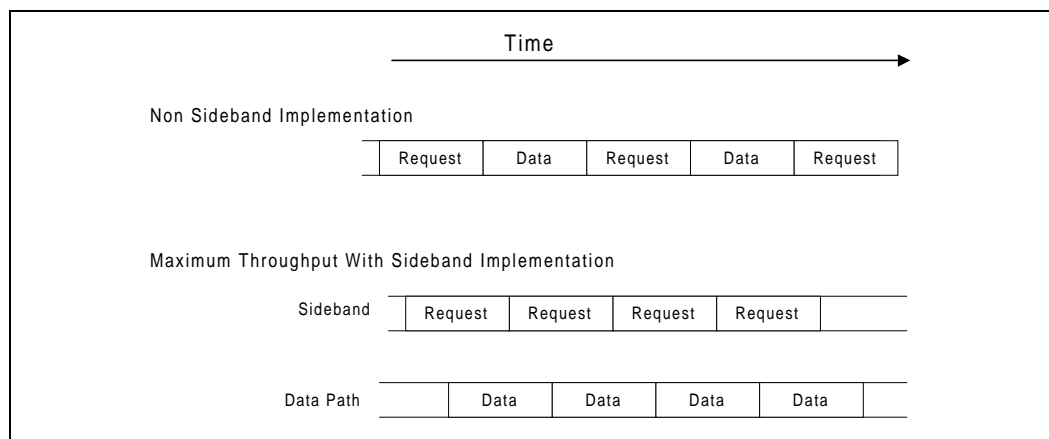 Time
Non Sideband Implementation
Request Data Request Data Request
Maximum Throughput With Sideband Implementation
Sideband Request Request Request Request
Data Path Data Data Data Data